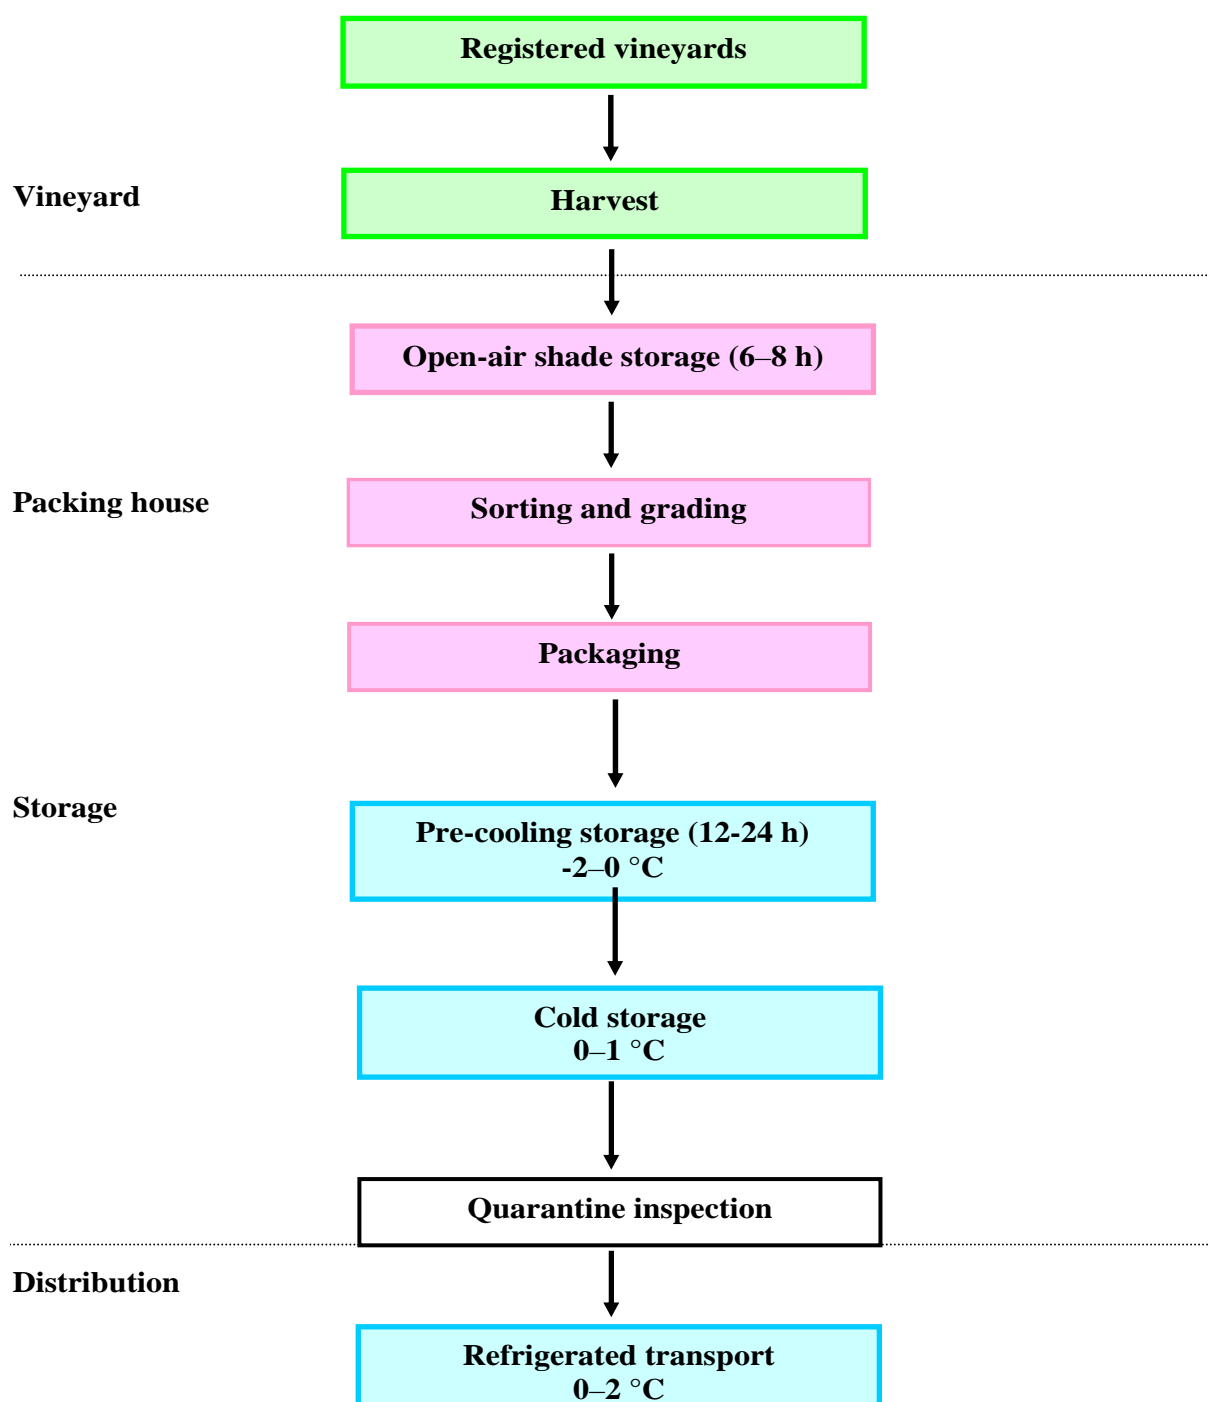 Registered vineyards
Vineyard
Harvest
Open-air shade storage (6–8 h)
Packing house
Sorting and grading
Packaging
Storage
Pre-cooling storage (12-24 h)
-2–0 °C
Cold storage
0–1 °C
Quarantine inspection
Distribution
Refrigerated transport
0–2 °C